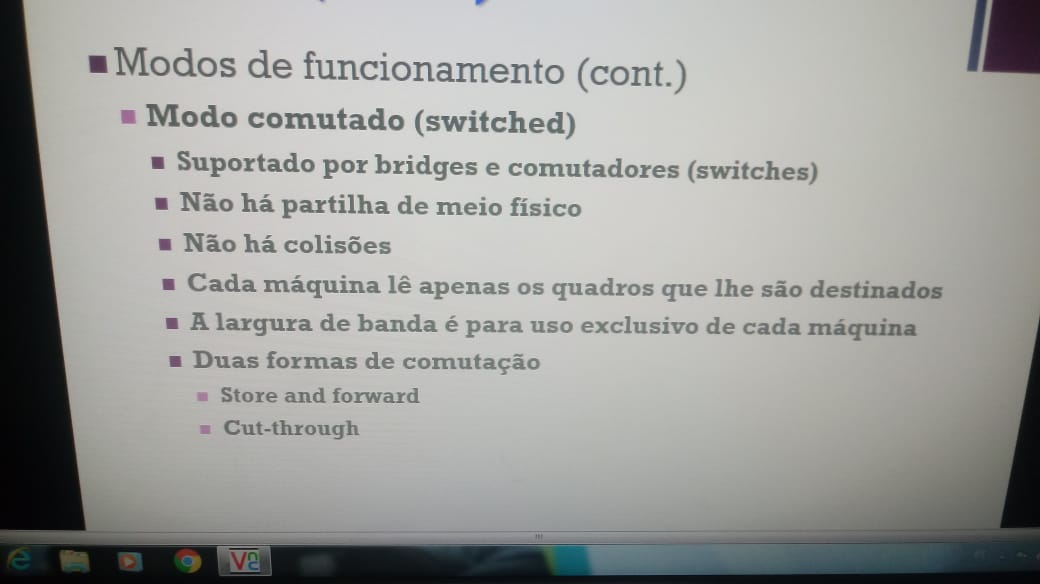 Modos de funcionamento (cont.)
Modo comutado (switched)
Suportado por bridges e comutadores (switches)
Não há partilha de meio físico
Não há colisões
Cada máquina lê apenas os quadros que lhe são destinados
A largura de banda é para uso exclusivo de cada máquina
Duas formas de comutação
Store and forward
Cut-through